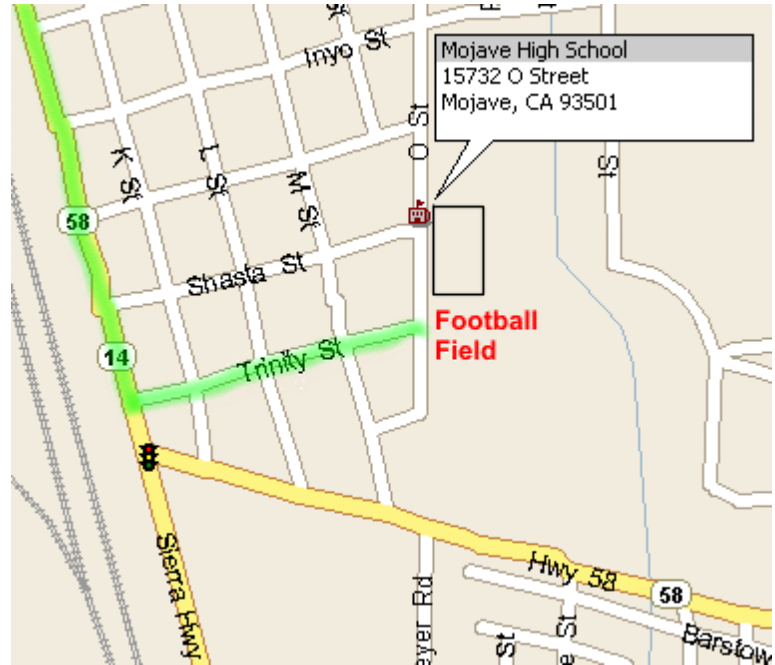 Inyo St
Mojave High School
15732 O Street
Mojave, CA 93501
O St
K St
L St
M St
St
58
Shasta St
Football
Field
14
Trinity St
Sierra Hwy
Hwy 58
58
eyer Rd
St
e St
Barstow